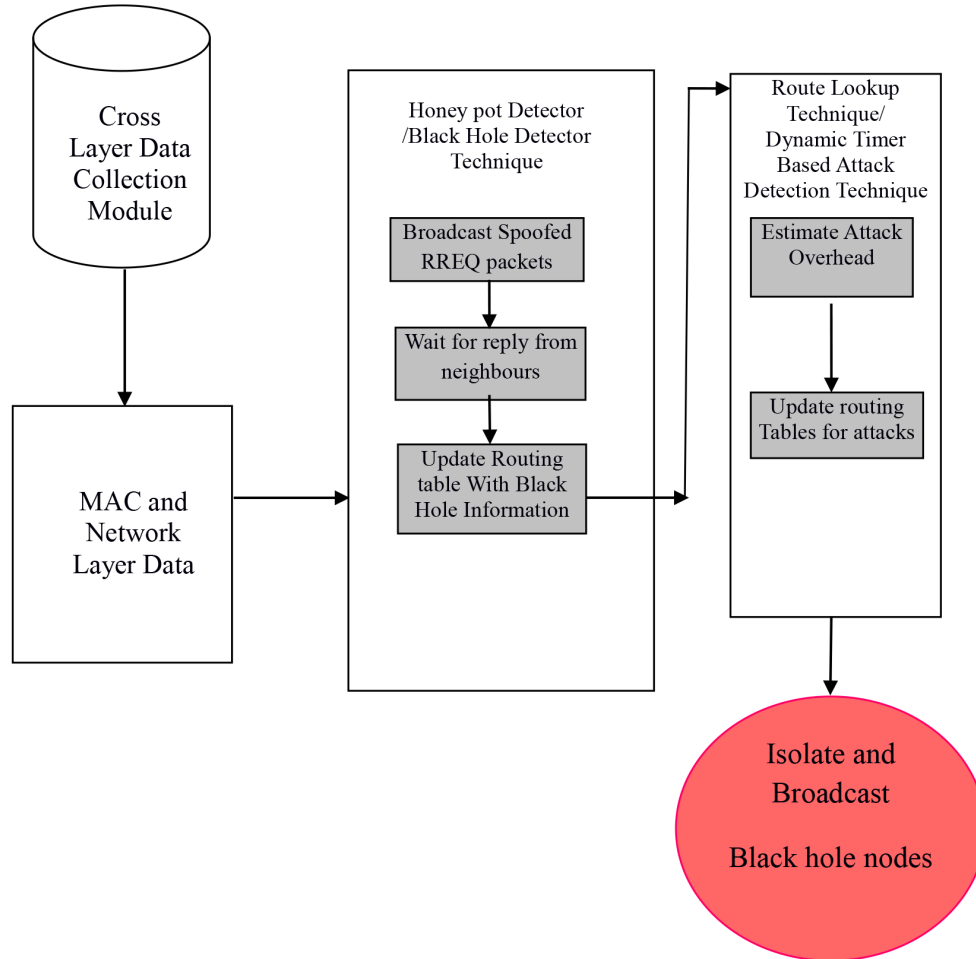 Cross
Layer Data
Collection
Module
MAC and
Network
Layer Data
Honey pot Detector
/Black Hole Detector
Technique
Broadcast Spoofed
RREQ packets
Wait for reply from
neighbours
Update Routing
table With Black
Hole Information
Route Lookup
Technique/
Dynamic Timer
Based Attack
Detection Technique
Estimate Attack
Overhead
Update routing
Tables for attacks
Isolate and
Broadcast
Black hole nodes